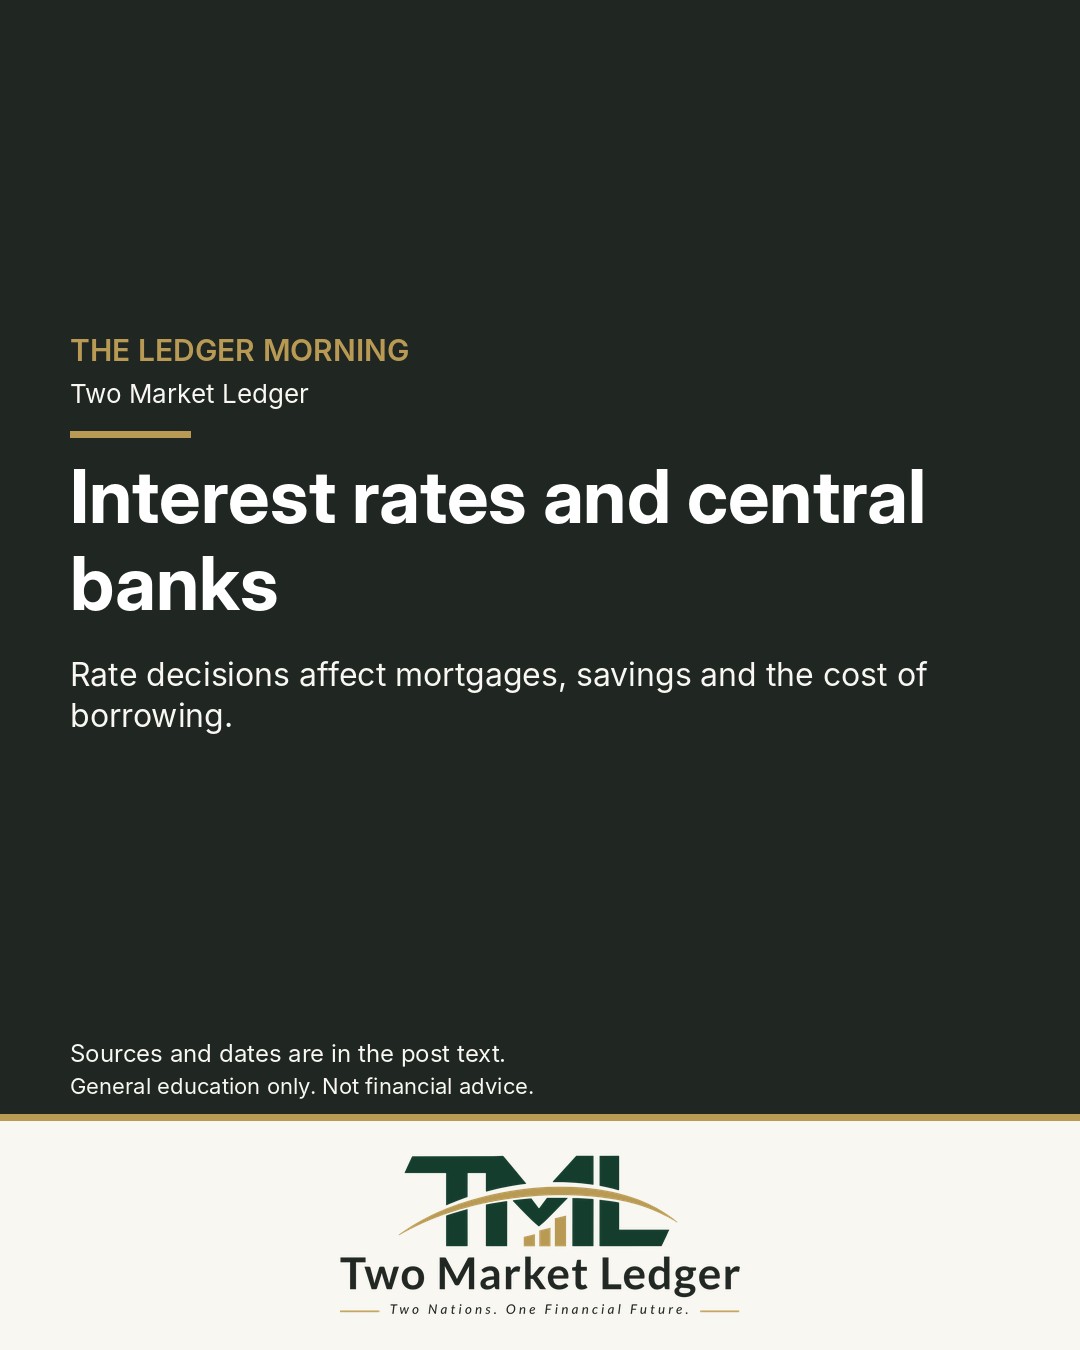 THE LEDGER MORNING
Two Market Ledger
Interest rates and central
banks
Rate decisions affect mortgages, savings and the cost of
borrowing.
Sources and dates are in the post text.
General education only. Not financial advice.
TML
Two Market Ledger
Two Nations. One Financial Future.